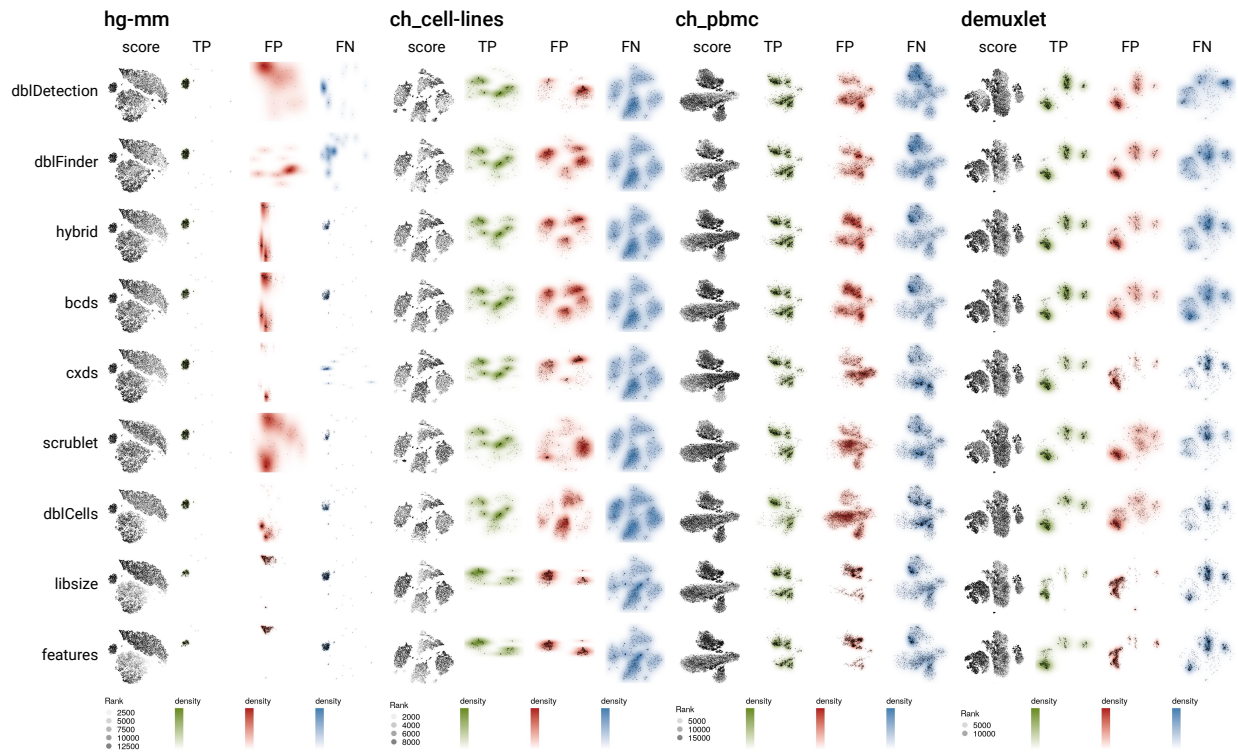 hg-mm ch_cell-lines ch_pbmc demuxlet
score TP FP FN score TP FP FN score TP FP FN score TP FP FN
dblDetection
dblFinder
hybrid
bcds
cxds
scrublet
dblCells
libsize
features
Rank density density density Rank density density density Rank density density density Rank density density density
2500 2000 5000 5000
5000 4000 10000 10000
7500 6000 15000
10000 8000
12500